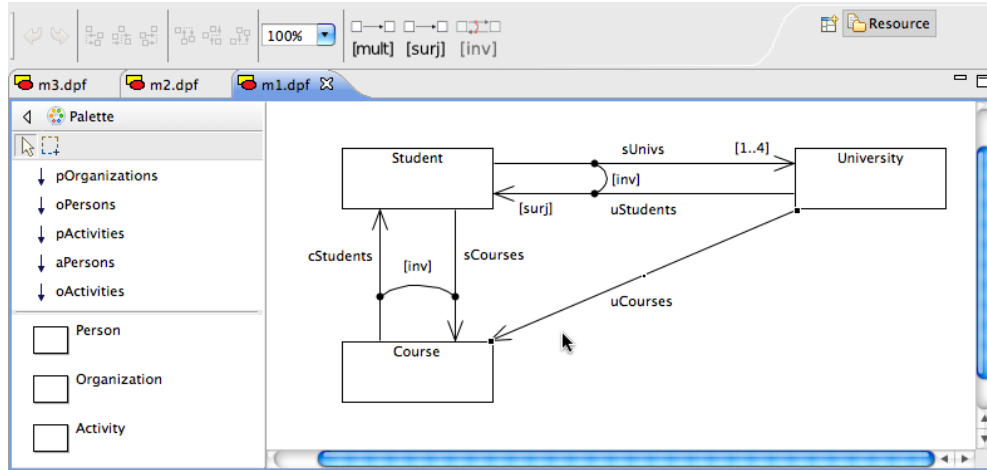 100%
[mult] [surj] [inv]
Resource
m3.dpf
m2.dpf
m1.dpf
Palette
pOrganizations
oPersons
pActivities
aPersons
oActivities
Person
Organization
Activity
Student
sUnivs
[1..4]
University
[inv]
[surj]
uStudents
cStudents
[inv]
sCourses
uCourses
Course